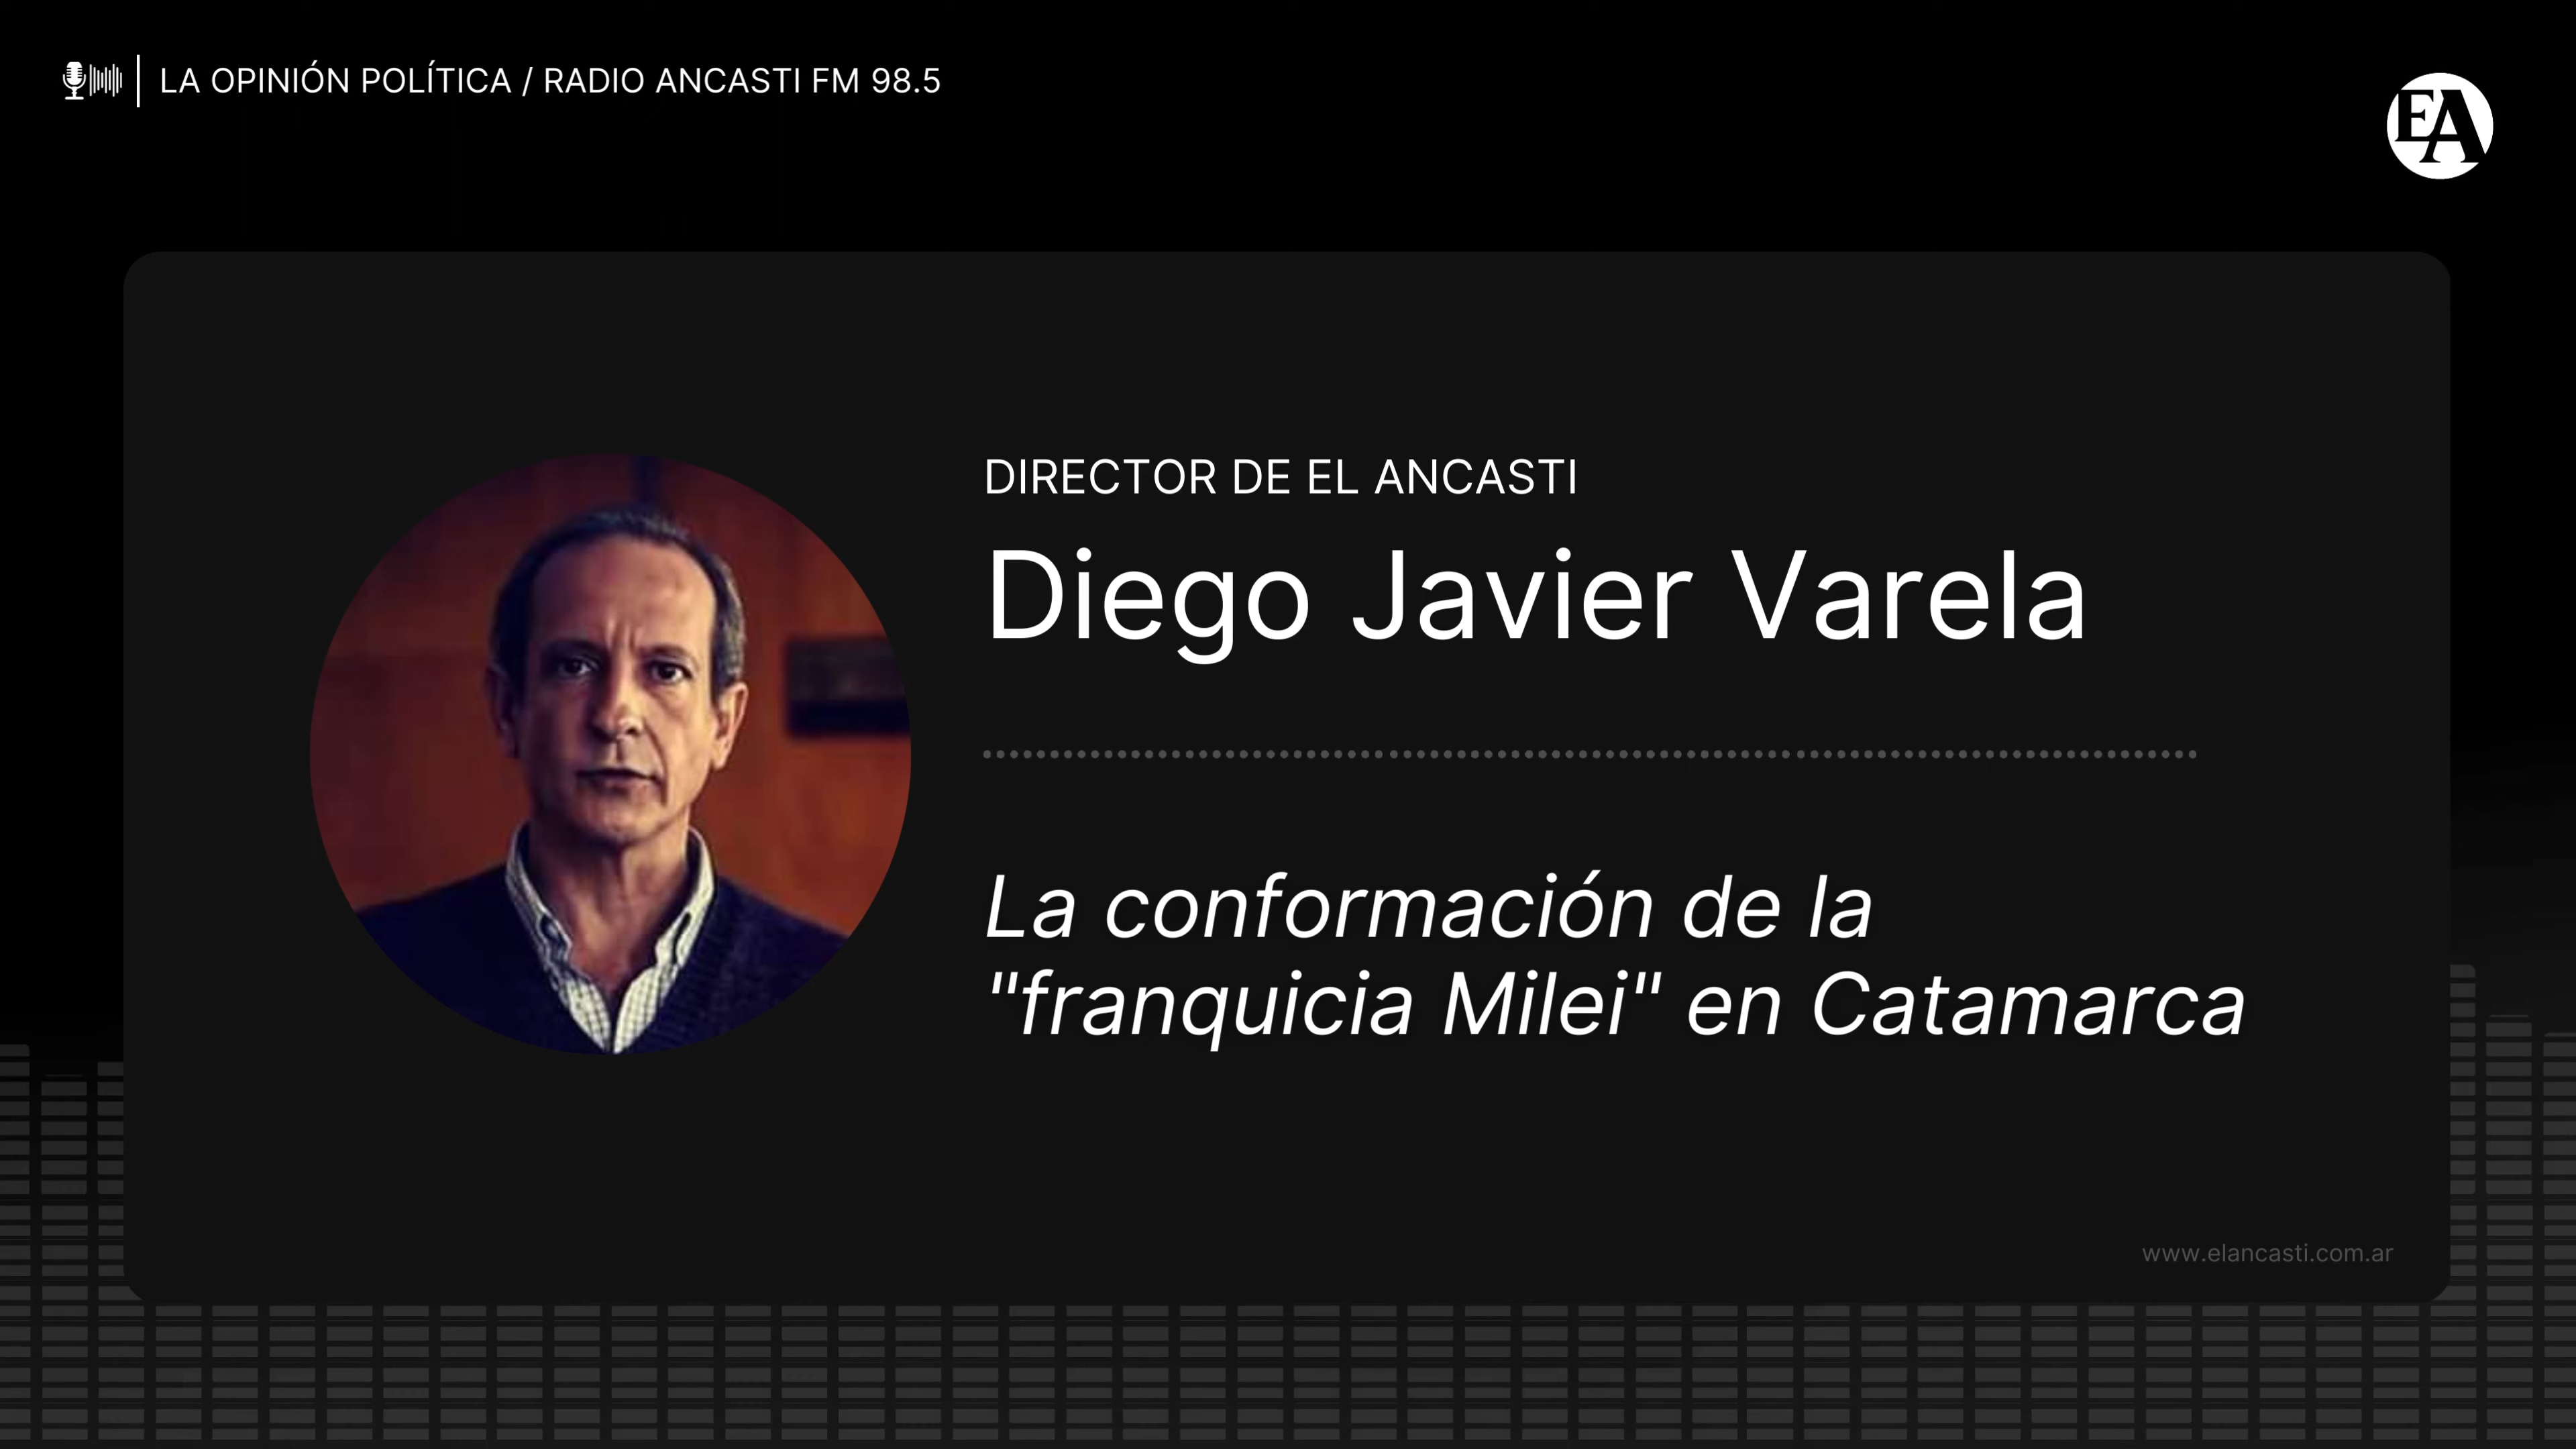 LA OPINIÓN POLÍTICA / RADIO ANCASTI FM 98.5
EA
DIRECTOR DE EL ANCASTI
Diego Javier Varela
La conformación de la
"franquicia Milei" en Catamarca
www.elancasti.com.ar